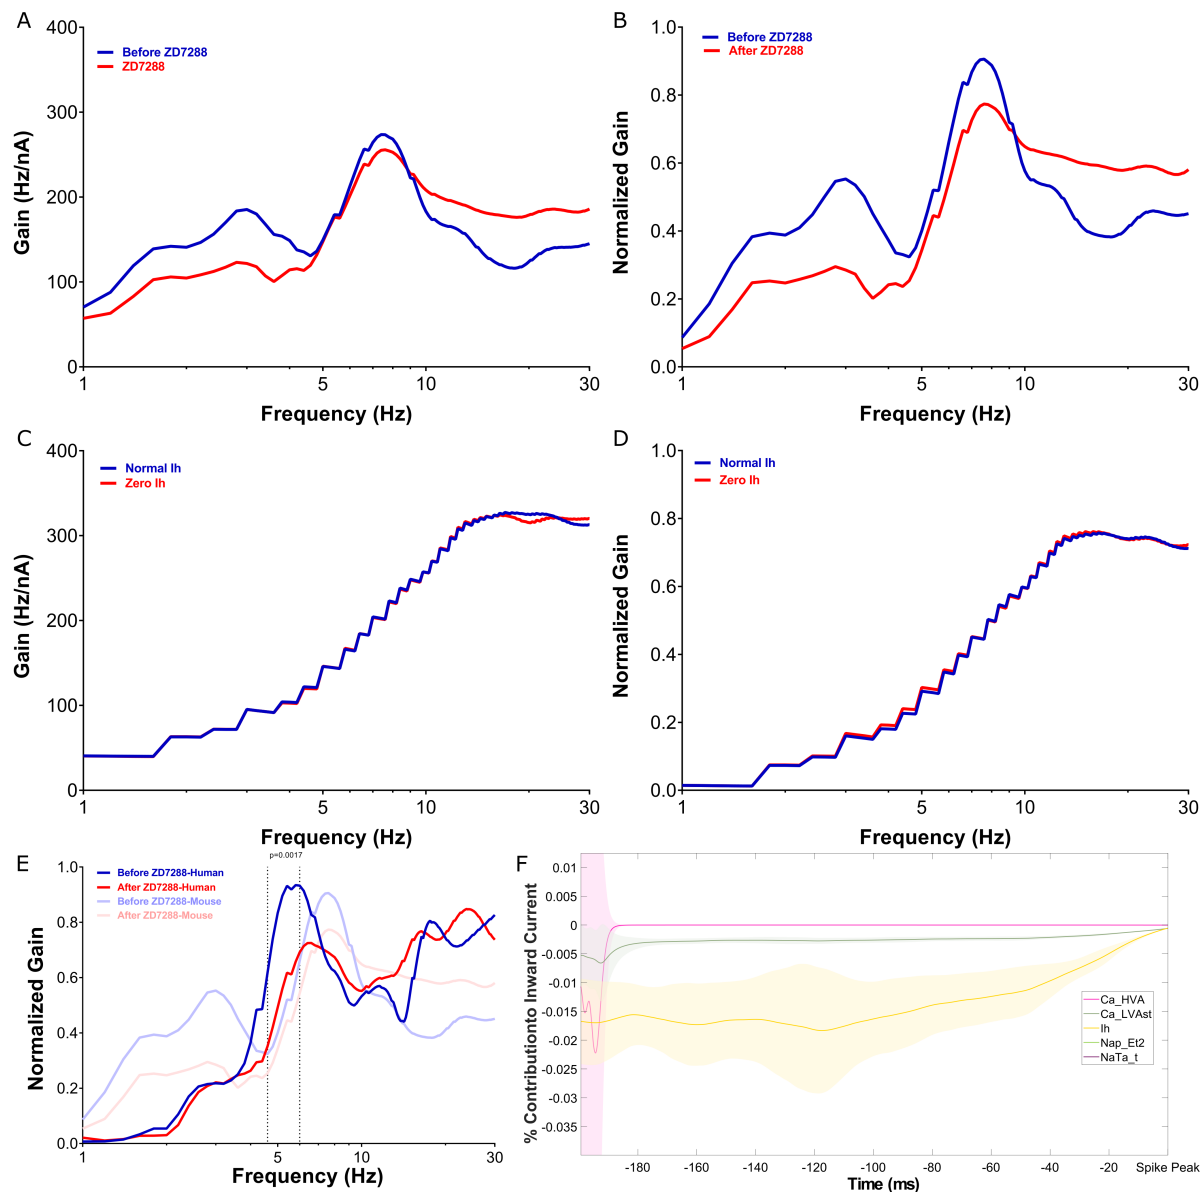 A
400
300
200
100
0
Gain (Hz/nA)
Before ZD7288
ZD7288
1
5
10
30
Frequency (Hz)
B
1.0
0.8
0.6
0.4
0.2
0.0
Normalized Gain
Before ZD7288
After ZD7288
1
5
10
30
Frequency (Hz)
C
400
300
200
100
0
Gain (Hz/nA)
Normal Ih
Zero Ih
1
5
10
30
Frequency (Hz)
D
1.0
0.8
0.6
0.4
0.2
0.0
Normalized Gain
Normal Ih
Zero Ih
1
5
10
30
Frequency (Hz)
E
p=0.0017
1.0
0.8
0.6
0.4
0.2
0.0
Normalized Gain
Before ZD7288-Human
After ZD7288-Human
Before ZD7288-Mouse
After ZD7288-Mouse
1
5
10
30
Frequency (Hz)
F
0.01
0.005
0
-0.005
-0.01
-0.015
-0.02
-0.025
-0.03
-0.035
% Contributionto Inward Current
Ca_HVA
Ca_LVAst
Ih
Nap_Et2
NaTa_t
-180 -160 -140 -120 -100 -80 -60 -40 -20 Spike Peak
Time (ms)